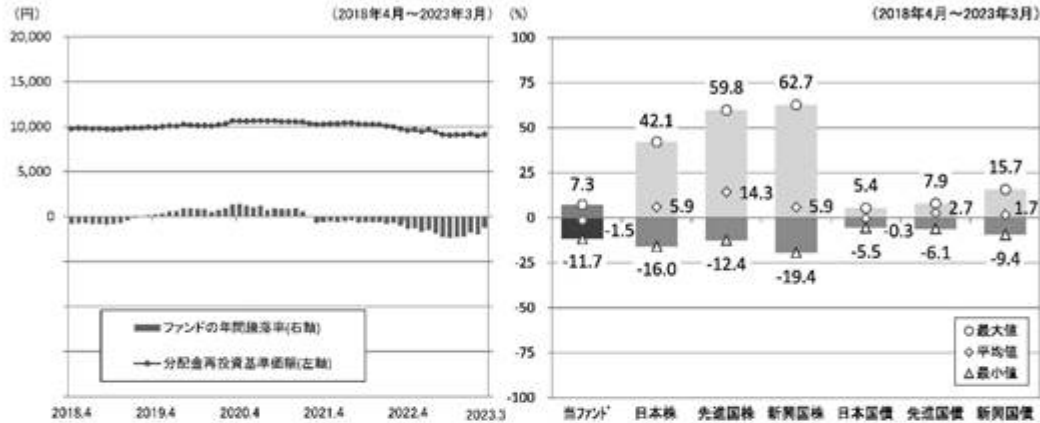 (円)
(2018年4月～2023年3月)
20,000
15,000
10,000
5,000
0
ファンドの年間騰落率(右軸)
分配金再投資基準価額(左軸)
2018.4 2019.4 2020.4 2021.4 2022.4 2023.3
(%)
(2018年4月～2023年3月)
100
75
50
25
0
-25
-50
-75
-100
7.3 42.1 59.8 62.7 5.4 7.9 15.7
-1.5 5.9 14.3 5.9 -0.3 2.7 1.7
-11.7 -16.0 -12.4 -19.4 -5.5 -6.1 -9.4
最大値
平均値
最小値
当ファンド 日本株 先進国株 新興国株 日本国債 先進国債 新興国債